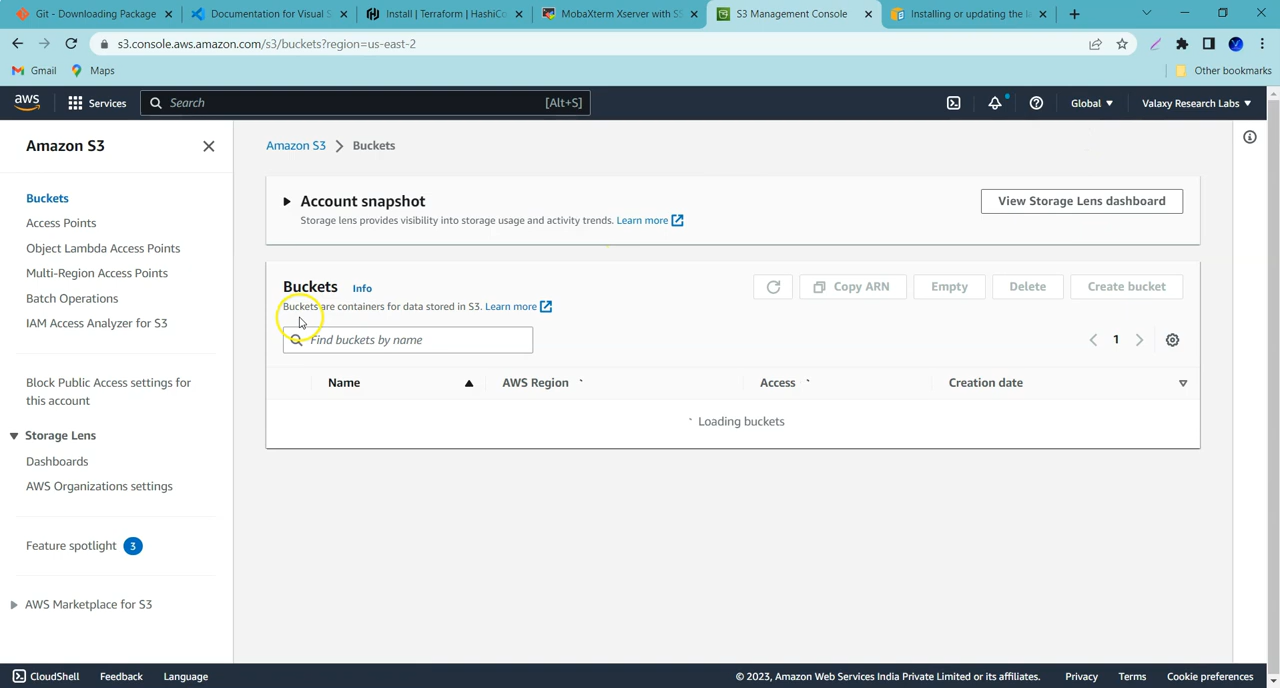 Git - Downloading Package
Documentation for Visual S
Install | Terraform | HashiCo
MobaXterm Xserver with SS
S3 Management Console
Installing or updating the l
s3.console.aws.amazon.com/s3/buckets?region=us-east-2
Gmail
Maps
Other bookmarks
aws
Services
Search
[Alt+S]
Global
Valaxy Research Labs
Amazon S3
Buckets
Access Points
Object Lambda Access Points
Multi-Region Access Points
Batch Operations
IAM Access Analyzer for S3
Block Public Access settings for
this account
Storage Lens
Dashboards
AWS Organizations settings
Feature spotlight 3
AWS Marketplace for S3
Amazon S3 > Buckets
Account snapshot
Storage lens provides visibility into storage usage and activity trends. Learn more
View Storage Lens dashboard
Buckets Info
Buckets are containers for data stored in S3. Learn more
Copy ARN
Empty
Delete
Create bucket
Find buckets by name
1
Name
AWS Region
Access
Creation date
Loading buckets
CloudShell
Feedback
Language
© 2023, Amazon Web Services India Private Limited or its affiliates.
Privacy
Terms
Cookie preferences